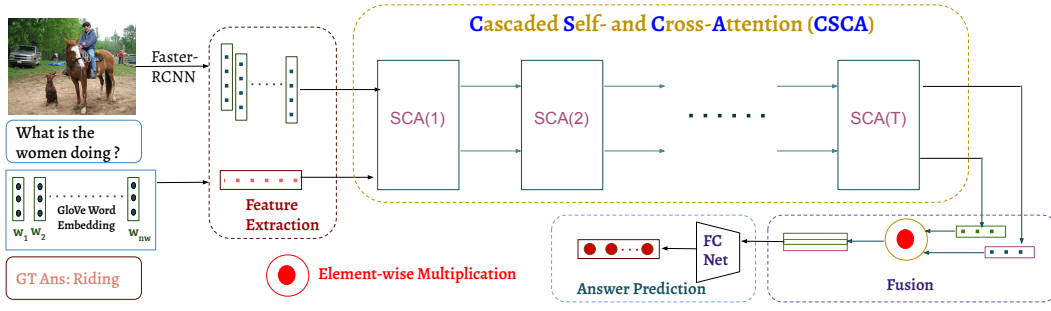 Cascaded Self- and Cross-Attention (CSCA)
Faster-
RCNN
SCA(1)
SCA(2)
SCA(T)
What is the
women doing ?
GloVe Word
Embedding
w1 w2 wnw
Feature
Extraction
GT Ans: Riding
Element-wise Multiplication
FC
Net
Answer Prediction
Fusion